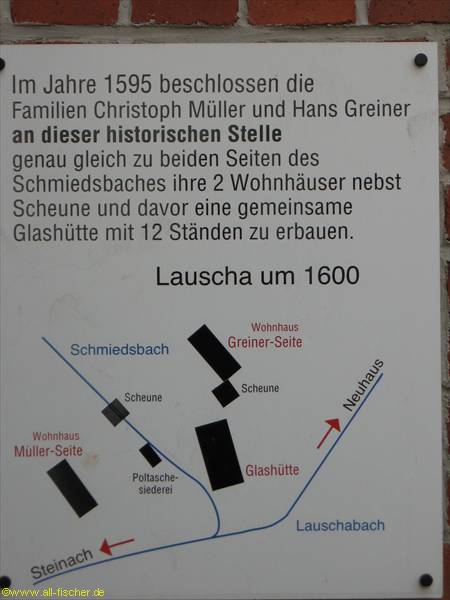 Im Jahre 1595 beschlossen die
Familien Christoph Müller und Hans Greiner
an dieser historischen Stelle
genau gleich zu beiden Seiten des
Schmiedsbaches ihre 2 Wohnhäuser nebst
Scheune und davor eine gemeinsame
Glashütte mit 12 Ständen zu erbauen.
Lauscha um 1600
Wohnhaus
Greiner-Seite
Schmiedsbach
Scheune
Scheune
Neuhaus
Wohnhaus
Müller-Seite
Poltasche-
siederei
Glashütte
Lauschabach
Steinach
©www.all-fischer.de